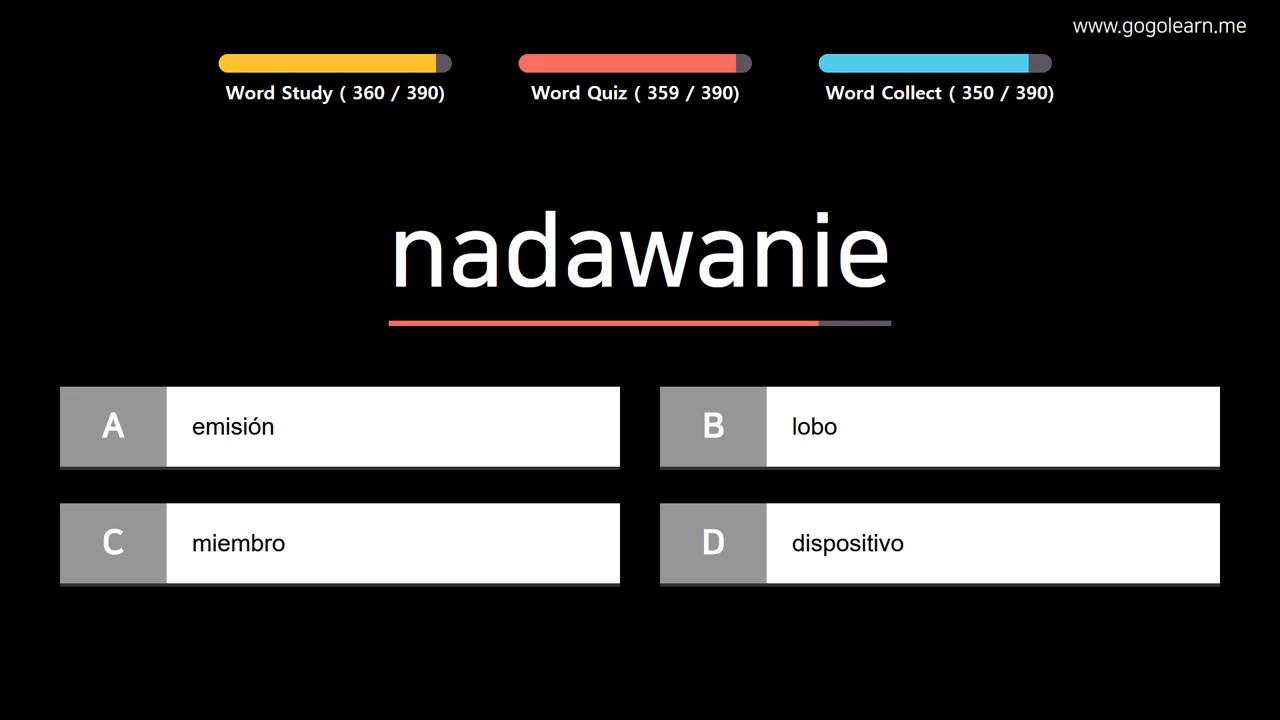 www.gogolearn.me
Word Study ( 360 / 390)
Word Quiz ( 359 / 390)
Word Collect ( 350 / 390)
nadawanie
A emisión
B lobo
C miembro
D dispositivo